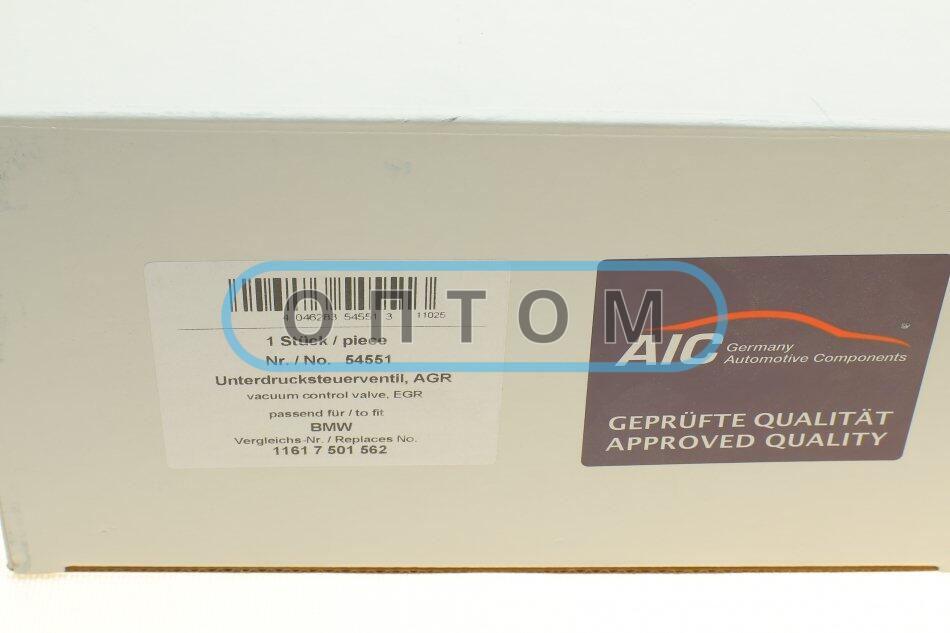 4 046283 54551 3 11025
1 Stück / piece
Nr. / No. 54551
Unterdrucksteuerventil, AGR
vacuum control valve, EGR
passend für / to fit
BMW
Vergleichs-Nr. / Replaces No.
1161 7 501 562
ОПТОМ
AIC Germany
Automotive Components
GEPRÜFTE QUALITÄT
APPROVED QUALITY